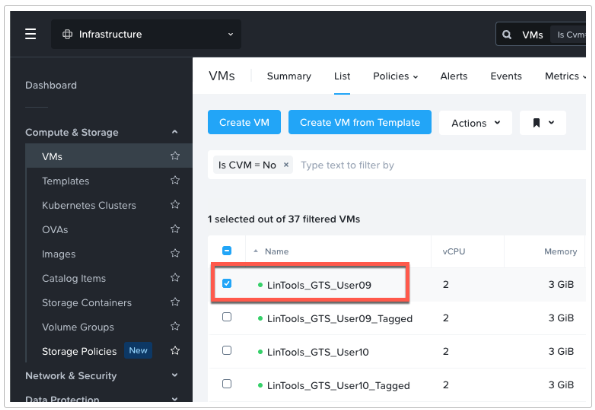 Infrastructure
VMs Is Cvm
Dashboard
VMs Summary List Policies Alerts Events Metrics
Create VM Create VM from Template Actions
Compute & Storage
VMs
Is CVM = No × Type text to filter by
Templates
Kubernetes Clusters
OVAs
1 selected out of 37 filtered VMs
Images
Name vCPU Memory
Catalog Items
LinTools_GTS_User09 2 3 GiB
Storage Containers
LinTools_GTS_User09_Tagged 2 3 GiB
Volume Groups
Storage Policies New
LinTools_GTS_User10 2 3 GiB
Network & Security
LinTools_GTS_User10_Tagged 2 3 GiB
Data Protection